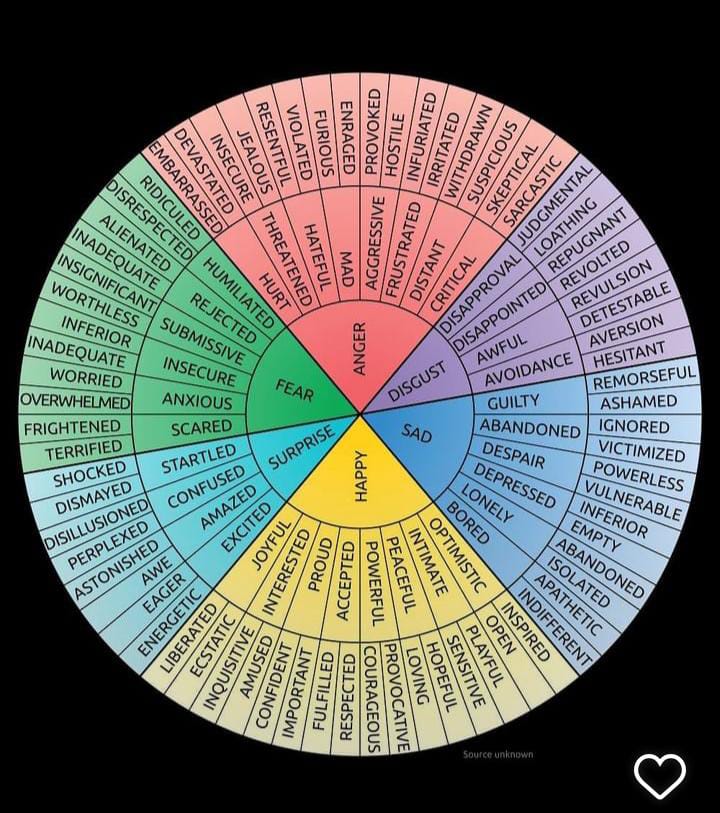 ANGER
HURT
THREATENED
HATEFUL
MAD
AGGRESSIVE
FRUSTRATED
DISTANT
CRITICAL
EMBARRASSED
DEVASTATED
INSECURE
JEALOUS
RESENTFUL
VIOLATED
FURIOUS
ENRAGED
PROVOKED
HOSTILE
INFURIATED
IRRITATED
WITHDRAWN
SUSPICIOUS
SKEPTICAL
SARCASTIC
DISGUST
DISAPPROVAL
DISAPPOINTED
AWFUL
AVOIDANCE
JUDGMENTAL
LOATHING
REPUGNANT
REVOLTED
REVULSION
DETESTABLE
AVERSION
HESITANT
SAD
GUILTY
ABANDONED
DESPAIR
DEPRESSED
LONELY
BORED
REMORSEFUL
ASHAMED
IGNORED
VICTIMIZED
POWERLESS
VULNERABLE
INFERIOR
EMPTY
ABANDONED
ISOLATED
APATHETIC
INDIFFERENT
HAPPY
OPTIMISTIC
INTIMATE
PEACEFUL
POWERFUL
ACCEPTED
PROUD
INTERESTED
JOYFUL
INSPIRED
OPEN
PLAYFUL
SENSITIVE
HOPEFUL
LOVING
PROVOCATIVE
COURAGEOUS
RESPECTED
FULFILLED
IMPORTANT
CONFIDENT
AMUSED
INQUISITIVE
ECSTATIC
LIBERATED
SURPRISE
EXCITED
AMAZED
CONFUSED
STARTLED
ENERGETIC
EAGER
AWE
ASTONISHED
PERPLEXED
DISILLUSIONED
DISMAYED
SHOCKED
FEAR
SCARED
ANXIOUS
INSECURE
SUBMISSIVE
REJECTED
HUMILIATED
TERRIFIED
FRIGHTENED
OVERWHELMED
WORRIED
INADEQUATE
INFERIOR
WORTHLESS
INSIGNIFICANT
INADEQUATE
ALIENATED
DISRESPECTED
RIDICULED
Source unknown